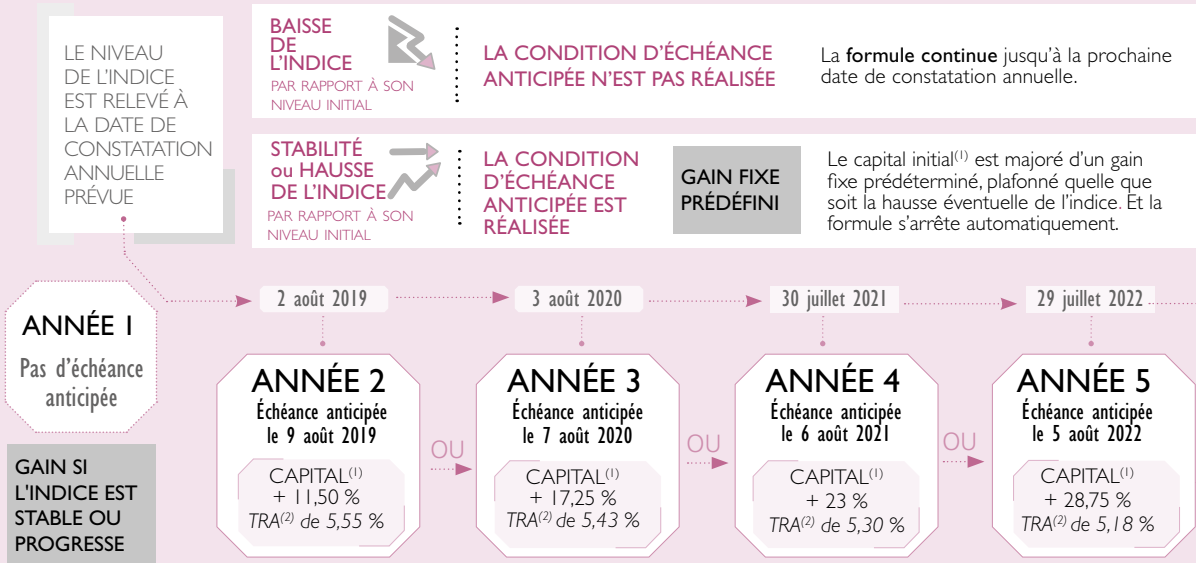 LE NIVEAU
DE L'INDICE
EST RELEVÉ À
LA DATE DE
CONSTATATION
ANNUELLE
PRÉVUE
BAISSE
DE
L'INDICE
PAR RAPPORT À SON
NIVEAU INITIAL
LA CONDITION D'ÉCHÉANCE
ANTICIPÉE N'EST PAS RÉALISÉE
La formule continue jusqu'à la prochaine
date de constatation annuelle.
STABILITÉ
ou HAUSSE
DE L'INDICE
PAR RAPPORT À SON
NIVEAU INITIAL
LA CONDITION
D'ÉCHÉANCE
ANTICIPÉE EST
RÉALISÉE
GAIN FIXE
PRÉDÉFINI
Le capital initial(1) est majoré d'un gain
fixe prédéterminé, plafonné quelle que
soit la hausse éventuelle de l'indice. Et la
formule s'arrête automatiquement.
2 août 2019
3 août 2020
30 juillet 2021
29 juillet 2022
ANNÉE 1
Pas d'échéance
anticipée
GAIN SI
L'INDICE EST
STABLE OU
PROGRESSE
ANNÉE 2
Échéance anticipée
le 9 août 2019
CAPITAL(1)
+ 11,50 %
TRA(2) de 5,55 %
OU
ANNÉE 3
Échéance anticipée
le 7 août 2020
CAPITAL(1)
+ 17,25 %
TRA(2) de 5,43 %
OU
ANNÉE 4
Échéance anticipée
le 6 août 2021
CAPITAL(1)
+ 23 %
TRA(2) de 5,30 %
OU
ANNÉE 5
Échéance anticipée
le 5 août 2022
CAPITAL(1)
+ 28,75 %
TRA(2) de 5,18 %